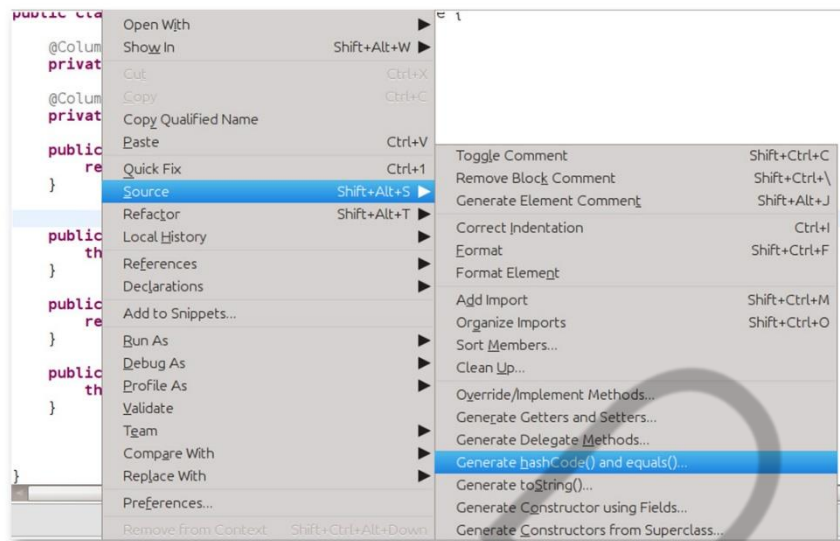 public cla
e {
@Colum
privat
@Colum
privat
public
re
}
public
th
}
public
re
}
public
th
}
}
Open With
Show In Shift+Alt+W
Cut Ctrl+X
Copy Ctrl+C
Copy Qualified Name
Paste Ctrl+V
Quick Fix Ctrl+1
Source Shift+Alt+S
Refactor Shift+Alt+T
Local History
References
Declarations
Add to Snippets...
Run As
Debug As
Profile As
Validate
Team
Compare With
Replace With
Preferences...
Remove from Context Shift+Ctrl+Alt+Down
Toggle Comment Shift+Ctrl+C
Remove Block Comment Shift+Ctrl+\
Generate Element Comment Shift+Alt+J
Correct Indentation Ctrl+I
Format Shift+Ctrl+F
Format Element
Add Import Shift+Ctrl+M
Organize Imports Shift+Ctrl+O
Sort Members...
Clean Up...
Override/Implement Methods...
Generate Getters and Setters...
Generate Delegate Methods...
Generate hashCode() and equals()...
Generate toString()...
Generate Constructor using Fields...
Generate Constructors from Superclass...